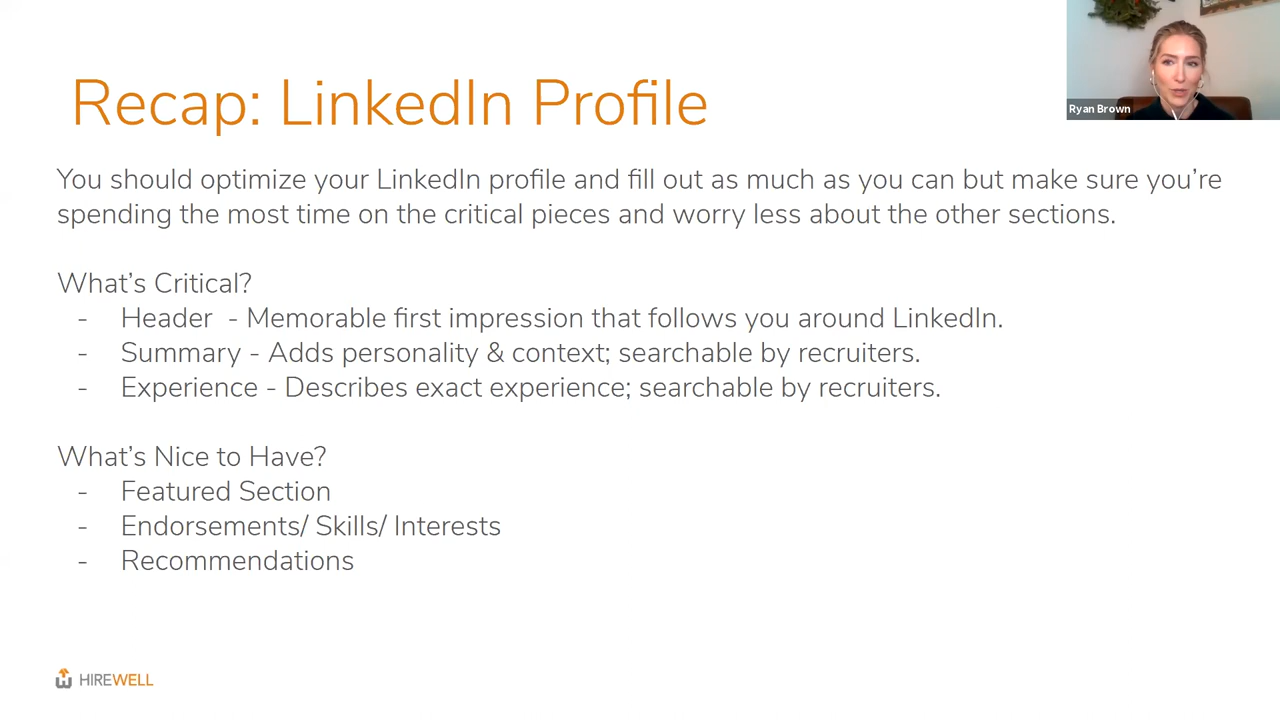 Recap: LinkedIn Profile
Ryan Brown
You should optimize your LinkedIn profile and fill out as much as you can but make sure you’re
spending the most time on the critical pieces and worry less about the other sections.
What’s Critical?
- Header - Memorable first impression that follows you around LinkedIn.
- Summary - Adds personality & context; searchable by recruiters.
- Experience - Describes exact experience; searchable by recruiters.
What’s Nice to Have?
- Featured Section
- Endorsements/ Skills/ Interests
- Recommendations
HIREWELL